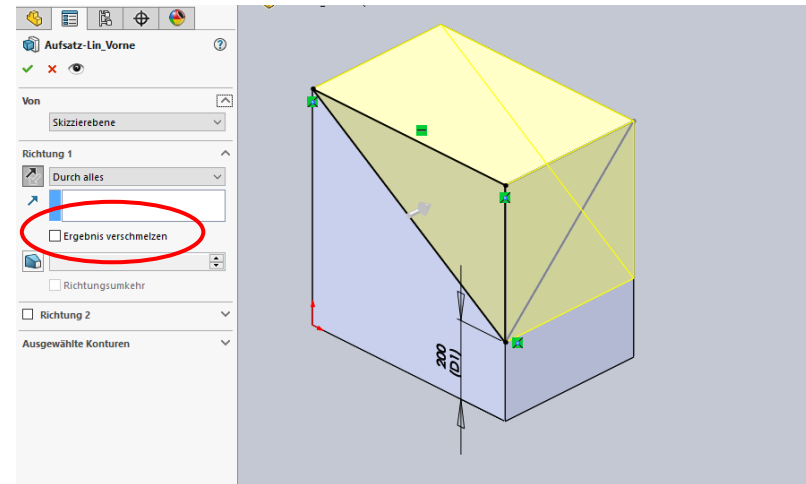 Aufsatz-Lin_Vorne
Von
Skizzierebene
Richtung 1
Durch alles
Ergebnis verschmelzen
Richtungsumkehr
Richtung 2
Ausgewählte Konturen
200
(D1)